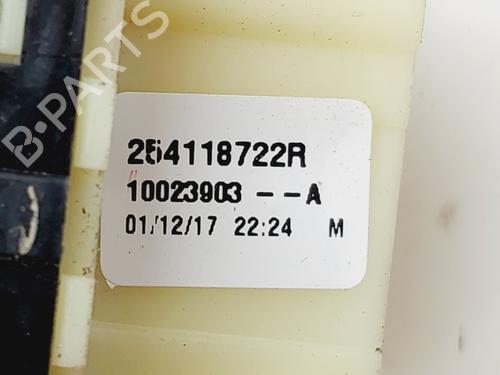 B-PARTS
254118722R
10023903 -- A
01/12/17 22:24 M